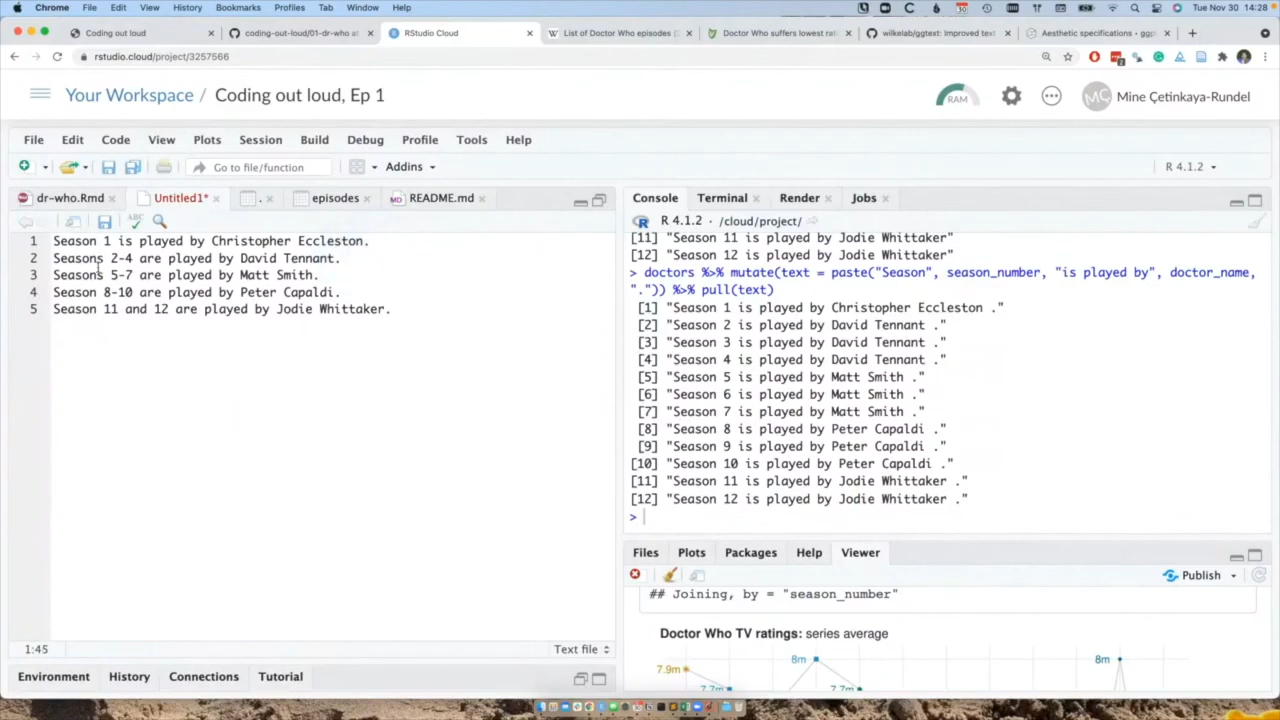 Chrome File Edit View History Bookmarks Profiles Tab Window Help
Tue Nov 30 14:28
Coding out loud
coding-out-loud/01-dr-who at
RStudio Cloud
List of Doctor Who episodes (2
Doctor Who suffers lowest rat
wilkelab/ggtext: Improved text
Aesthetic specifications • ggp
rstudio.cloud/project/3257566
Your Workspace / Coding out loud, Ep 1
RAM
MÇ
Mine Çetinkaya-Rundel
File Edit Code View Plots Session Build Debug Profile Tools Help
Go to file/function
Addins
R 4.1.2
dr-who.Rmd
Untitled1*
.
episodes
README.md
ABC
1 Season 1 is played by Christopher Eccleston.
2 Seasons 2-4 are played by David Tennant.
3 Seasons 5-7 are played by Matt Smith.
4 Season 8-10 are played by Peter Capaldi.
5 Season 11 and 12 are played by Jodie Whittaker.
1:45
Text file
Environment History Connections Tutorial
Console Terminal Render Jobs
R 4.1.2 · /cloud/project/
[11] "Season 11 is played by Jodie Whittaker"
[12] "Season 12 is played by Jodie Whittaker"
> doctors %>% mutate(text = paste("Season", season_number, "is played by", doctor_name,
".")) %>% pull(text)
[1] "Season 1 is played by Christopher Eccleston ."
[2] "Season 2 is played by David Tennant ."
[3] "Season 3 is played by David Tennant ."
[4] "Season 4 is played by David Tennant ."
[5] "Season 5 is played by Matt Smith ."
[6] "Season 6 is played by Matt Smith ."
[7] "Season 7 is played by Matt Smith ."
[8] "Season 8 is played by Peter Capaldi ."
[9] "Season 9 is played by Peter Capaldi ."
[10] "Season 10 is played by Peter Capaldi ."
[11] "Season 11 is played by Jodie Whittaker ."
[12] "Season 12 is played by Jodie Whittaker ."
>
Files Plots Packages Help Viewer
Publish
## Joining, by = "season_number"
Doctor Who TV ratings: series average
8m
8m
7.9m
7.7m
7.7m